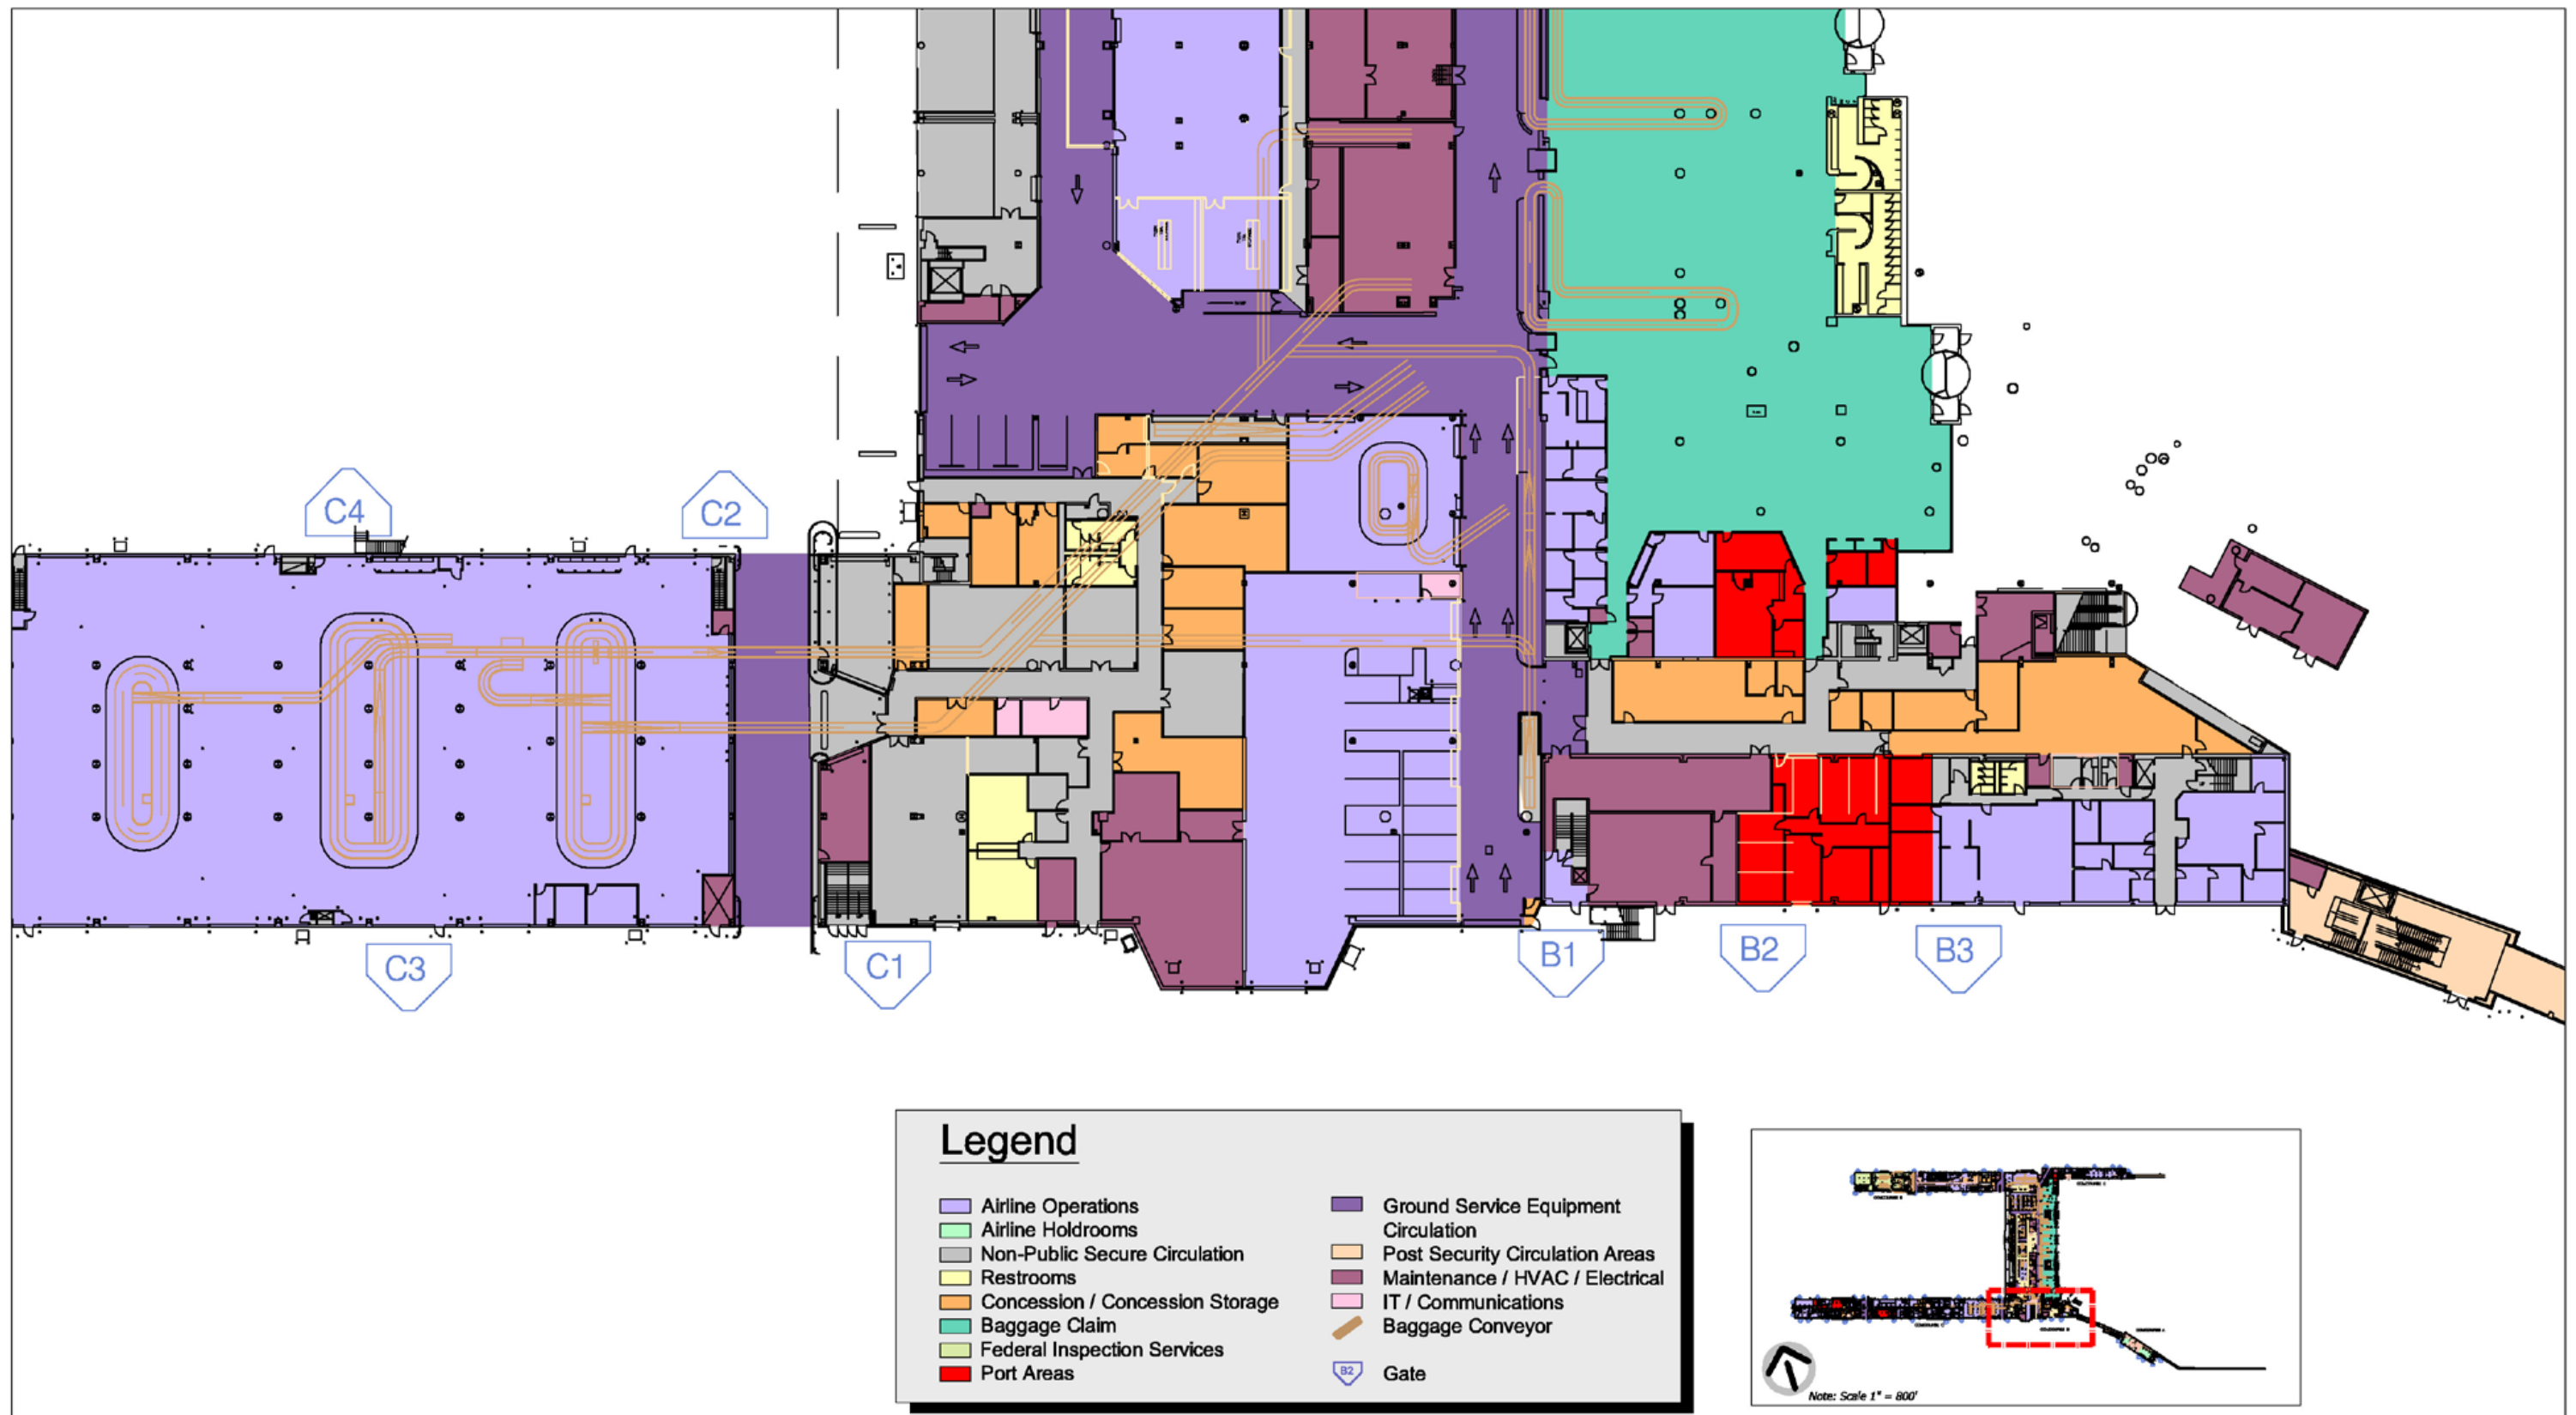 C4
C2
C3
C1
B1
B2
B3
Legend
Airline Operations
Airline Holdrooms
Non-Public Secure Circulation
Restrooms
Concession / Concession Storage
Baggage Claim
Federal Inspection Services
Port Areas
Ground Service Equipment
Circulation
Post Security Circulation Areas
Maintenance / HVAC / Electrical
IT / Communications
Baggage Conveyor
B2
Gate
Note: Scale 1" = 800'